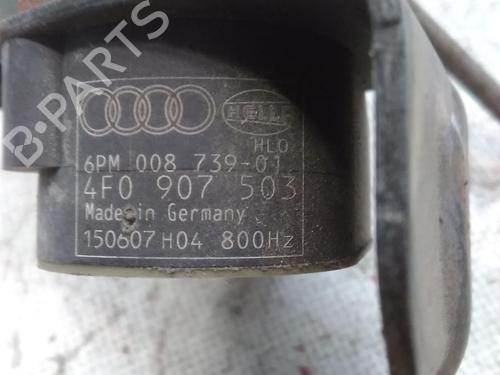 B-PARTS
HELLA
HLO
6PM 008 739-01
4F0 907 503
Made in Germany
150607 H04 800Hz